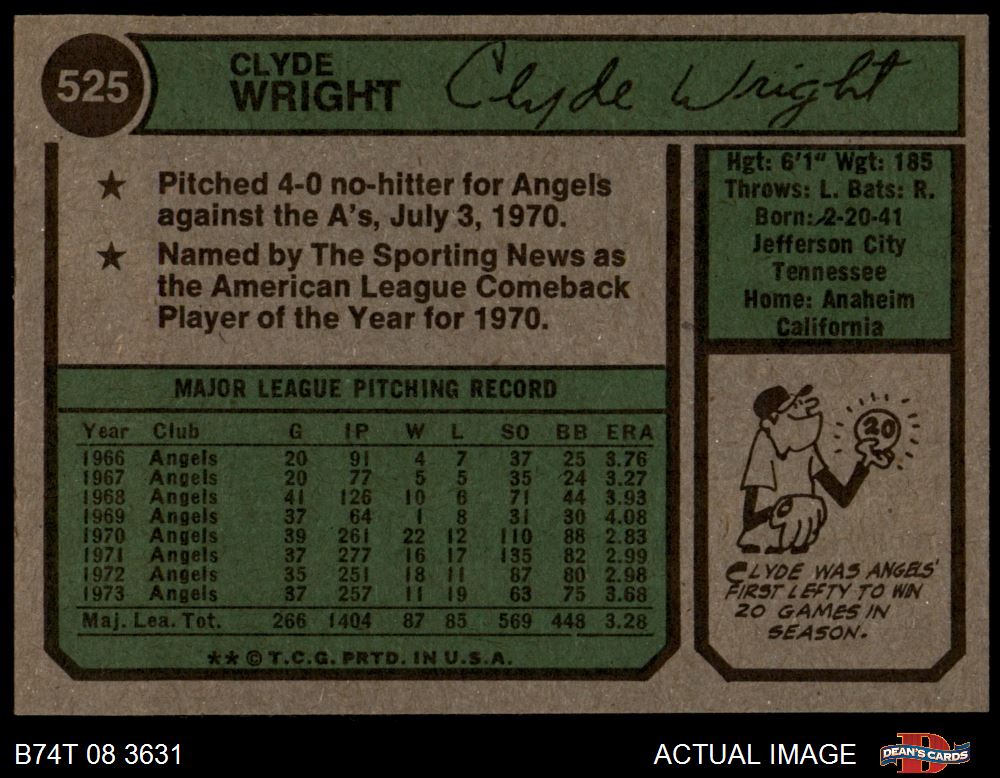 525
CLYDE
WRIGHT
Clyde Wright
★ Pitched 4-0 no-hitter for Angels
against the A's, July 3, 1970.
★ Named by The Sporting News as
the American League Comeback
Player of the Year for 1970.
Hgt: 6'1" Wgt: 185
Throws: L. Bats: R.
Born: 2-20-41
Jefferson City
Tennessee
Home: Anaheim
California
MAJOR LEAGUE PITCHING RECORD
Year Club G IP W L SO BB ERA
1966 Angels 20 91 4 7 37 25 3.76
1967 Angels 20 77 5 5 35 24 3.27
1968 Angels 41 126 10 6 71 44 3.93
1969 Angels 37 64 1 8 31 30 4.08
1970 Angels 39 261 22 12 110 88 2.83
1971 Angels 37 277 16 17 135 82 2.99
1972 Angels 35 251 18 11 87 80 2.98
1973 Angels 37 257 11 19 63 75 3.68
Maj. Lea. Tot. 266 1404 87 85 569 448 3.28
** © T.C.G. PRTD. IN U.S.A.
20
CLYDE WAS ANGELS'
FIRST LEFTY TO WIN
20 GAMES IN
SEASON.
B74T 08 3631
ACTUAL IMAGE
DEAN'S CARDS